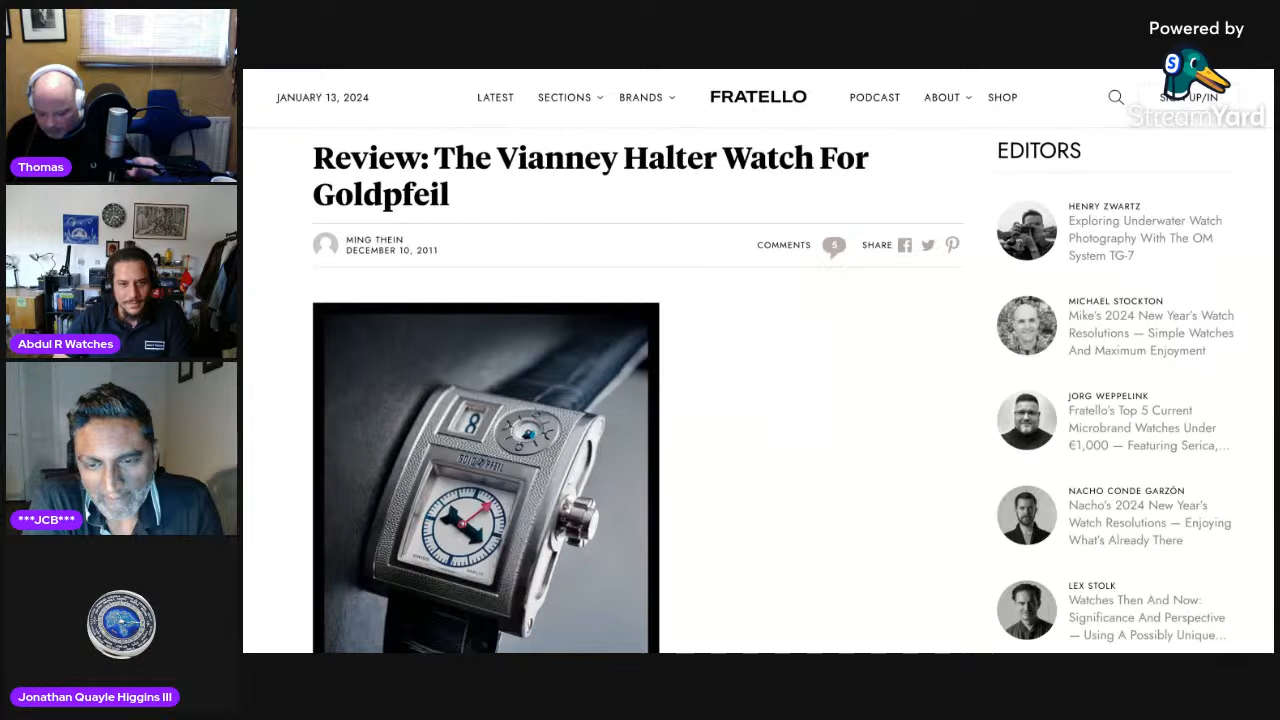 Powered by
S
StreamYard
JANUARY 13, 2024
LATEST
SECTIONS
BRANDS
FRATELLO
PODCAST
ABOUT
SHOP
SIGN UP/IN
Review: The Vianney Halter Watch For
Goldpfeil
MING THEIN
DECEMBER 10, 2011
COMMENTS
5
SHARE
8
GOLDPFEIL
EDITORS
HENRY ZWARTZ
Exploring Underwater Watch
Photography With The OM
System TG-7
MICHAEL STOCKTON
Mike's 2024 New Year's Watch
Resolutions — Simple Watches
And Maximum Enjoyment
JORG WEPPELINK
Fratello's Top 5 Current
Microbrand Watches Under
€1,000 — Featuring Serica,...
NACHO CONDE GARZÓN
Nacho's 2024 New Year's
Watch Resolutions — Enjoying
What's Already There
LEX STOLK
Watches Then And Now:
Significance And Perspective
— Using A Possibly Unique...
Thomas
Abdul R Watches
***JCB***
Jonathan Quayle Higgins III